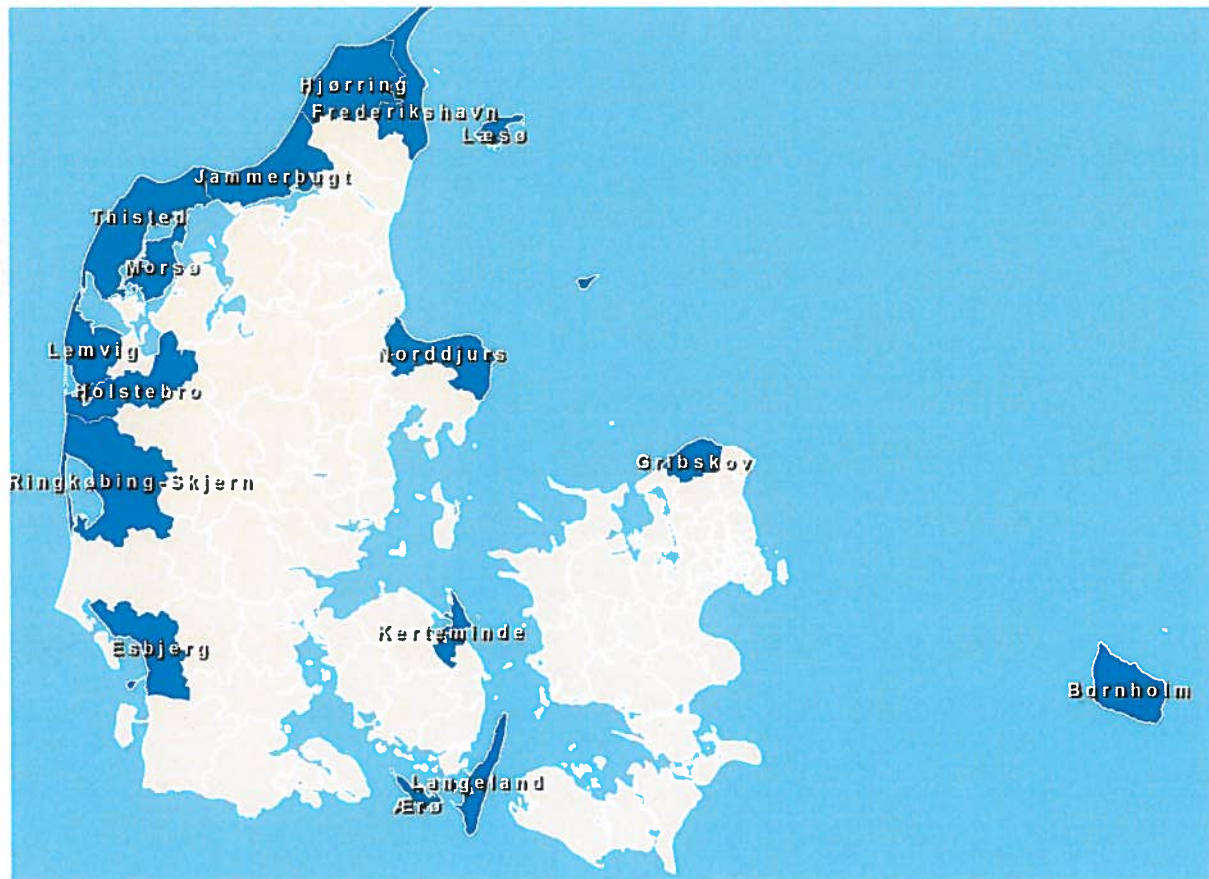 Hjørring
Frederikshavn
Læsø
Jammerbugt
Thisted
Morsø
Lemvig
Norddjurs
Holstebro
Gribskov
Ringkøbing-Skjern
Kerteminde
Esbjerg
Bornholm
Langeland
Ærø